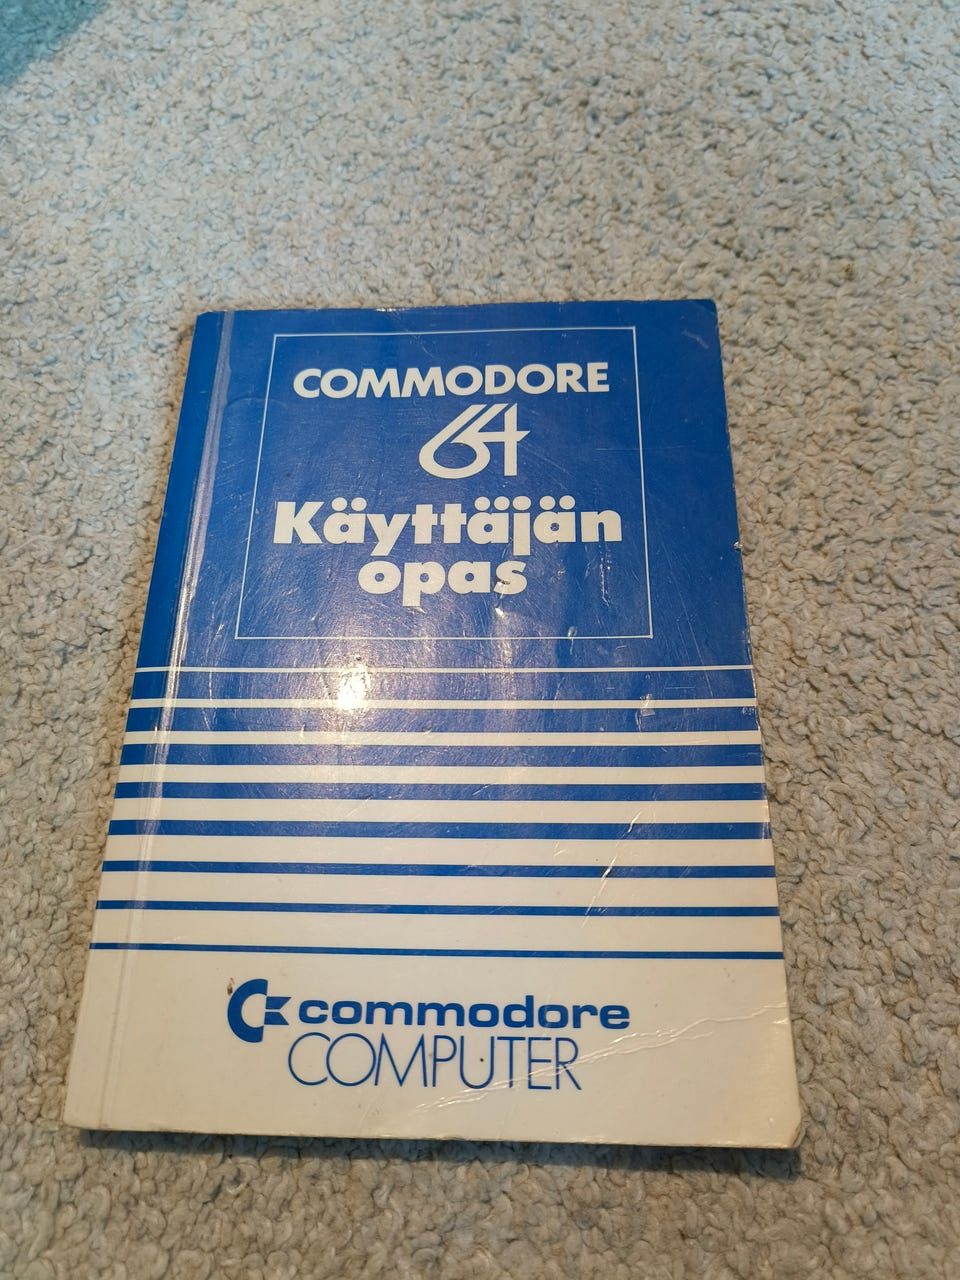 COMMODORE
64
Käyttäjän
opas
commodore
COMPUTER